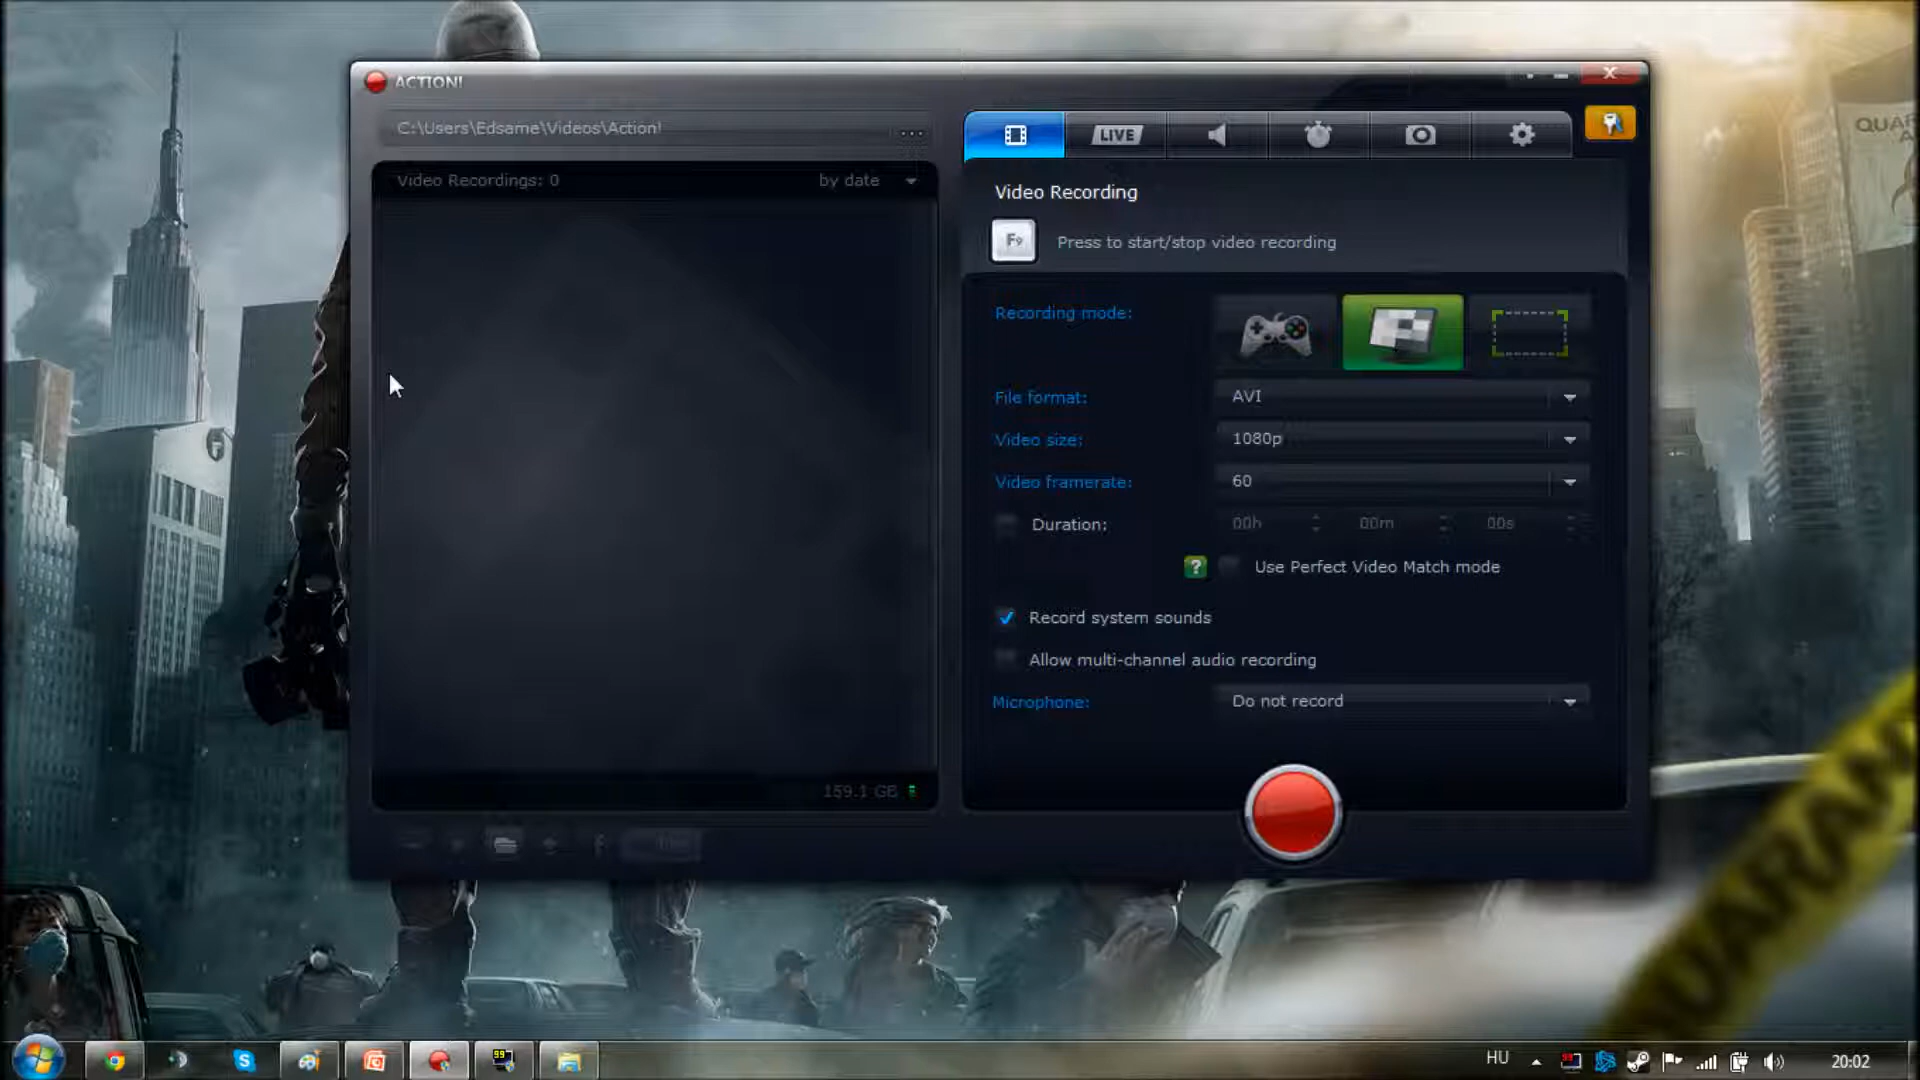 ACTION!
C:\Users\Edsame\Videos\Action!
...
LIVE
Video Recordings: 0
by date
Video Recording
F9
Press to start/stop video recording
Recording mode:
File format:
AVI
Video size:
1080p
Video framerate:
60
Duration:
00h
00m
00s
?
Use Perfect Video Match mode
Record system sounds
Allow multi-channel audio recording
Microphone:
Do not record
159.1 GB
99
HU
20:02